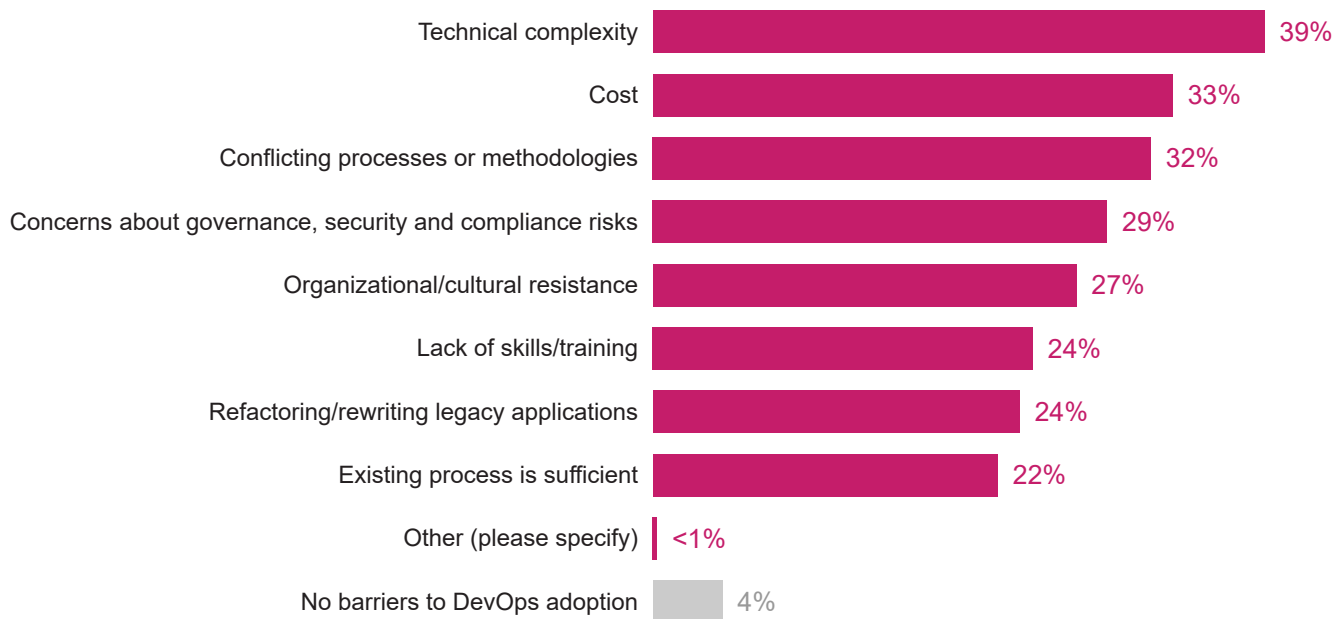 Technical complexity 39%
Cost 33%
Conflicting processes or methodologies 32%
Concerns about governance, security and compliance risks 29%
Organizational/cultural resistance 27%
Lack of skills/training 24%
Refactoring/rewriting legacy applications 24%
Existing process is sufficient 22%
Other (please specify) <1%
No barriers to DevOps adoption 4%